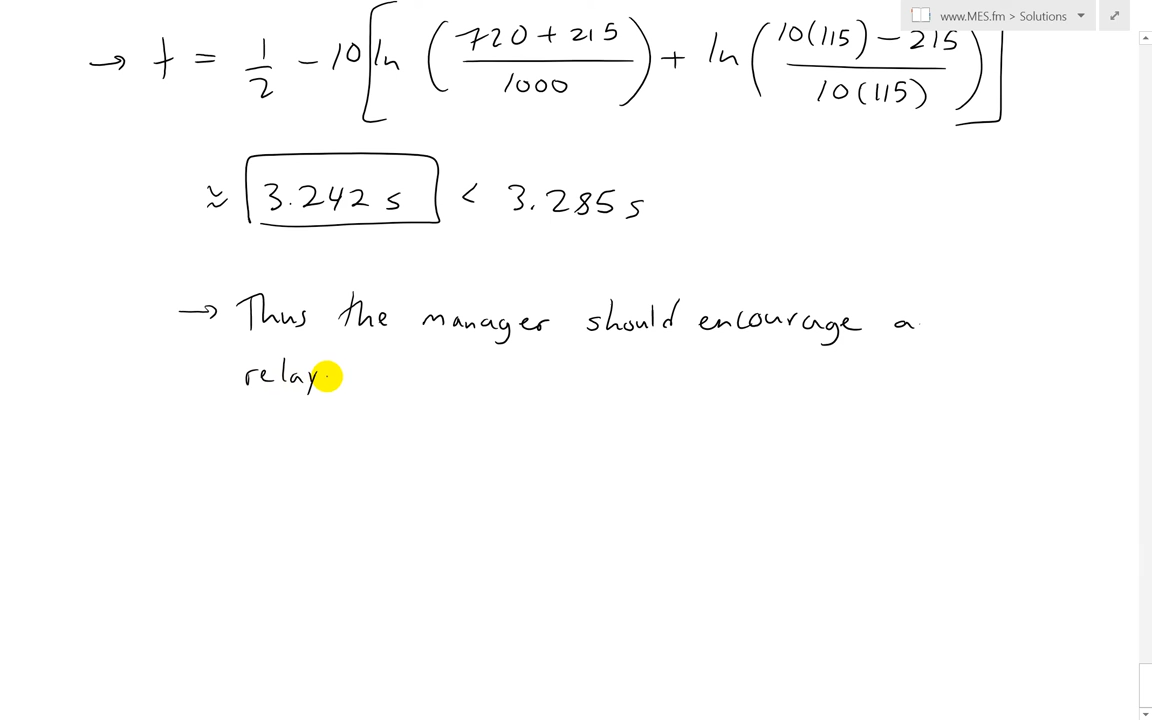 www.MES.fm > Solutions
→ t = 1/2 − 10[ln((720 + 215)/1000) + ln((10(115) − 215)/(10(115)))]
≈ 3.242 s < 3.285 s
→ Thus the manager should encourage a
relay.